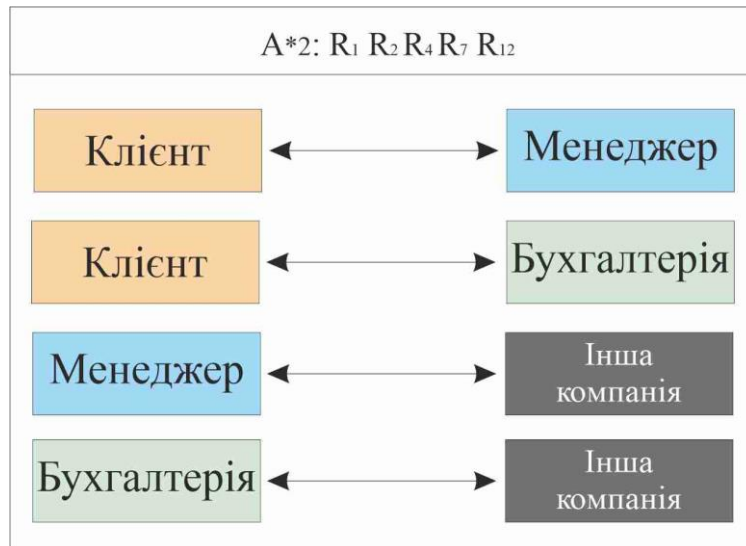 A*2: R₁ R₂ R₄ R₇ R₁₂
Клієнт
Менеджер
Клієнт
Бухгалтерія
Менеджер
Інша
компанія
Бухгалтерія
Інша
компанія